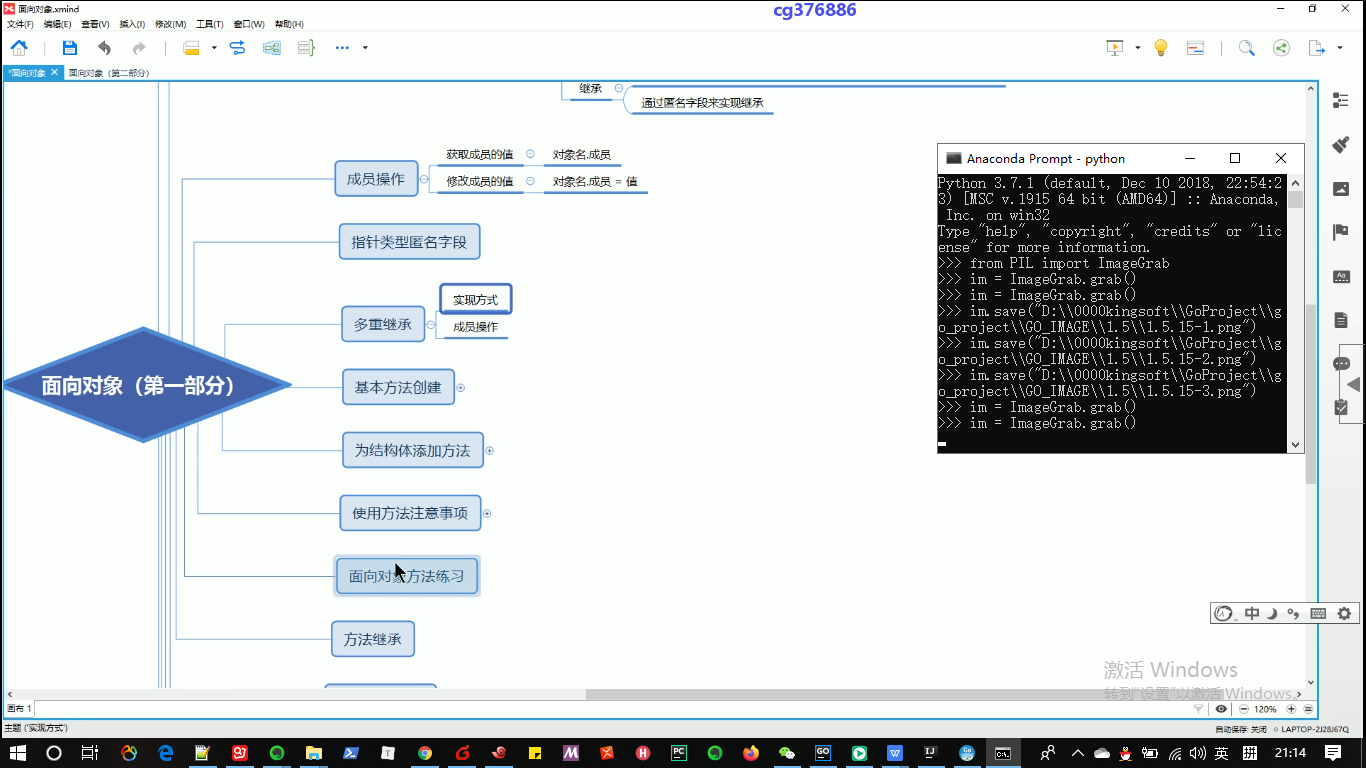 面向对象.xmind
cg376886
文件(F) 编辑(E) 查看(V) 插入(I) 修改(M) 工具(T) 窗口(W) 帮助(H)
*面向对象
面向对象（第二部分）
继承
通过匿名字段来实现继承
成员操作
获取成员的值
对象名.成员
修改成员的值
对象名.成员 = 值
指针类型匿名字段
多重继承
实现方式
成员操作
面向对象（第一部分）
基本方法创建
为结构体添加方法
使用方法注意事项
面向对象方法练习
方法继承
Anaconda Prompt - python
Python 3.7.1 (default, Dec 10 2018, 22:54:2
3) [MSC v.1915 64 bit (AMD64)] :: Anaconda,
Inc. on win32
Type "help", "copyright", "credits" or "lic
ense" for more information.
>>> from PIL import ImageGrab
>>> im = ImageGrab.grab()
>>> im = ImageGrab.grab()
>>> im.save("D:\\0000kingsoft\\GoProject\\g
o_project\\GO_IMAGE\\1.5\\1.5.15-1.png")
>>> im.save("D:\\0000kingsoft\\GoProject\\g
o_project\\GO_IMAGE\\1.5\\1.5.15-2.png")
>>> im.save("D:\\0000kingsoft\\GoProject\\g
o_project\\GO_IMAGE\\1.5\\1.5.15-3.png")
>>> im = ImageGrab.grab()
>>> im = ImageGrab.grab()
中
激活 Windows
转到"设置"以激活 Windows。
画布 1
120%
主题 ('实现方式')
自动保存: 关闭
LAPTOP-2J28J67Q
英
拼
21:14